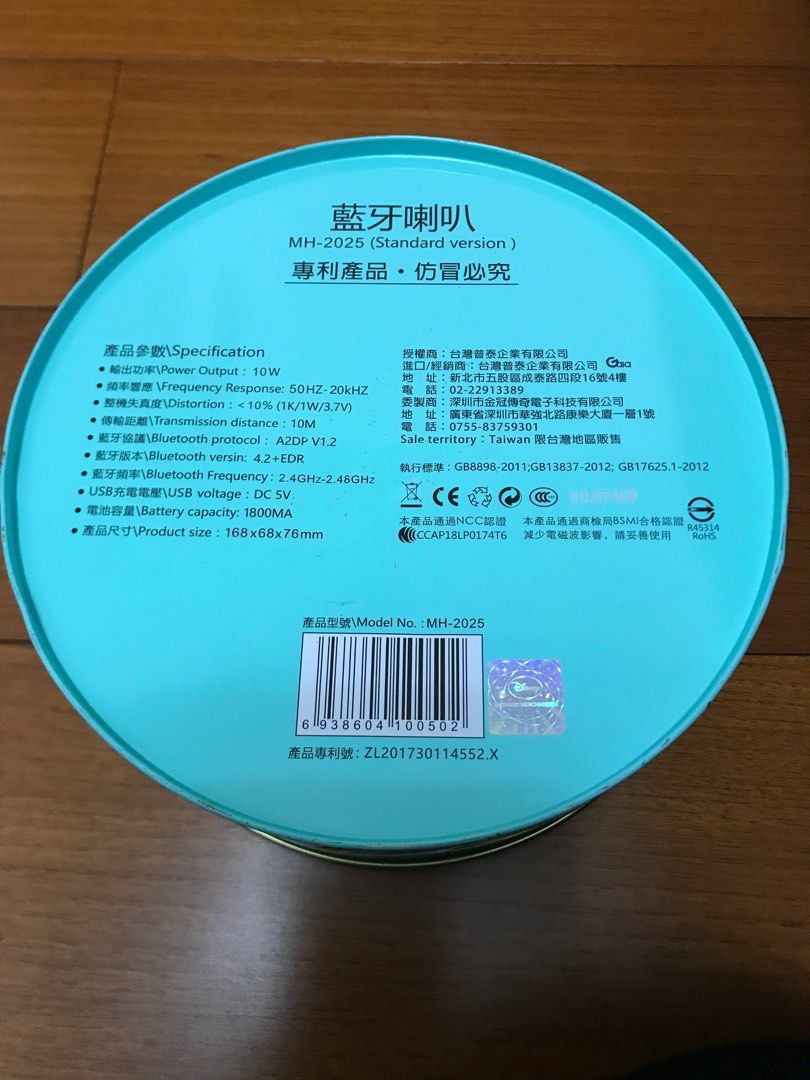 藍牙喇叭
MH-2025 (Standard version )
專利產品・仿冒必究
產品參數\Specification
• 輸出功率\Power Output : 10W
• 頻率響應 \Frequency Response: 50HZ-20kHZ
• 整機失真度\Distortion : <10% (1K/1W/3.7V)
• 傳輸距離\Transmission distance : 10M
• 藍牙協議\Bluetooth protocol : A2DP V1.2
• 藍牙版本\Bluetooth versin: 4.2+EDR
• 藍牙頻率\Bluetooth Frequency : 2.4GHz-2.48GHz
• USB充電電壓\USB voltage : DC 5V
• 電池容量\Battery capacity: 1800MA
• 產品尺寸\Product size : 168x68x76mm
授權商：台灣普泰企業有限公司
進口/經銷商：台灣普泰企業有限公司 Gaia
地　址：新北市五股區成泰路四段16號4樓
電　話：02-22913389
委製商：深圳市金冠傳奇電子科技有限公司
地　址：廣東省深圳市華強北路康樂大廈一層1號
電　話：0755-83759301
Sale territory：Taiwan 限台灣地區販售
執行標準：GB8898-2011;GB13837-2012; GB17625.1-2012
CE
CCC
本產品通過NCC認證
CCAP18LP0174T6
本產品通過商檢局BSMI合格認證
減少電磁波影響，請妥善使用
R45314
RoHS
產品型號\Model No. : MH-2025
6 938604 100502
Disney
產品專利號: ZL201730114552.X